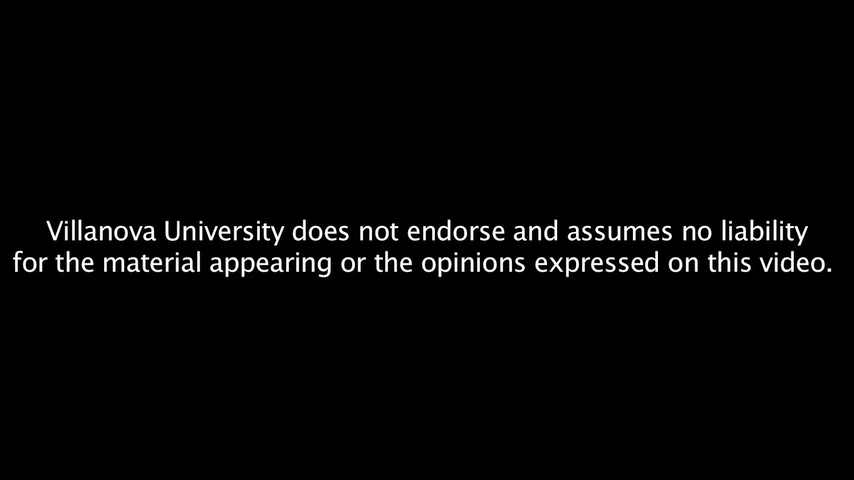 Villanova University does not endorse and assumes no liability
for the material appearing or the opinions expressed on this video.